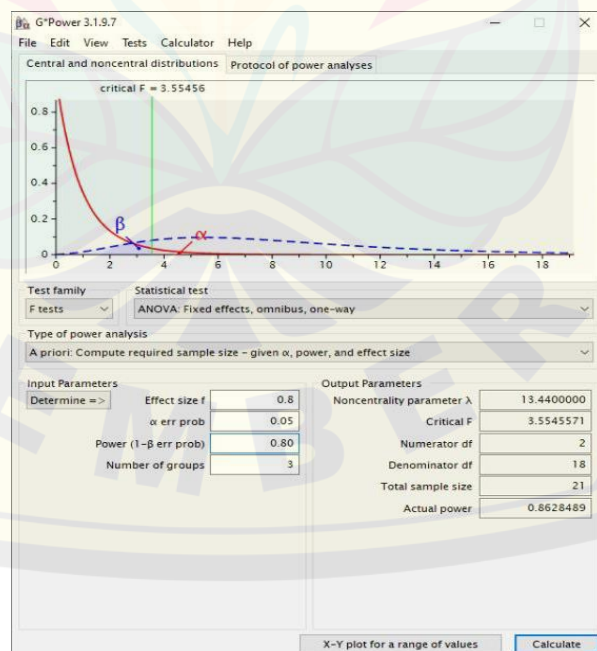 G*Power 3.1.9.7
File Edit View Tests Calculator Help
Central and noncentral distributions Protocol of power analyses
critical F = 3.55456
0.8
0.6
0.4
0.2
0
β
α
0 2 4 6 8 10 12 14 16 18
Test family Statistical test
F tests ANOVA: Fixed effects, omnibus, one-way
Type of power analysis
A priori: Compute required sample size - given α, power, and effect size
Input Parameters Output Parameters
Determine => Effect size f 0.8 Noncentrality parameter λ 13.4400000
α err prob 0.05 Critical F 3.5545571
Power (1-β err prob) 0.80 Numerator df 2
Number of groups 3 Denominator df 18
Total sample size 21
Actual power 0.8628489
X-Y plot for a range of values Calculate